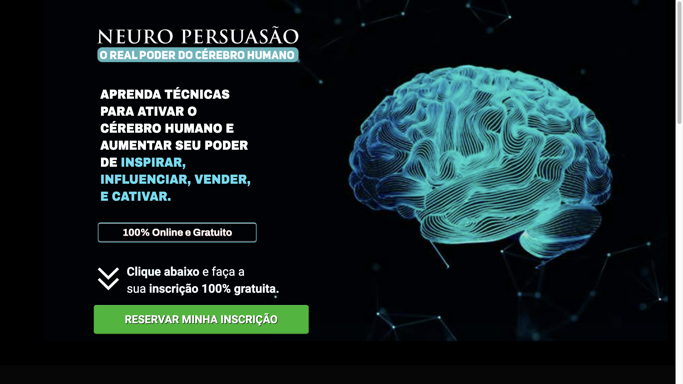 NEURO PERSUASÃO
O REAL PODER DO CÉREBRO HUMANO
APRENDA TÉCNICAS
PARA ATIVAR O
CÉREBRO HUMANO E
AUMENTAR SEU PODER
DE INSPIRAR,
INFLUENCIAR, VENDER,
E CATIVAR.
100% Online e Gratuito
Clique abaixo e faça a
sua inscrição 100% gratuita.
RESERVAR MINHA INSCRIÇÃO